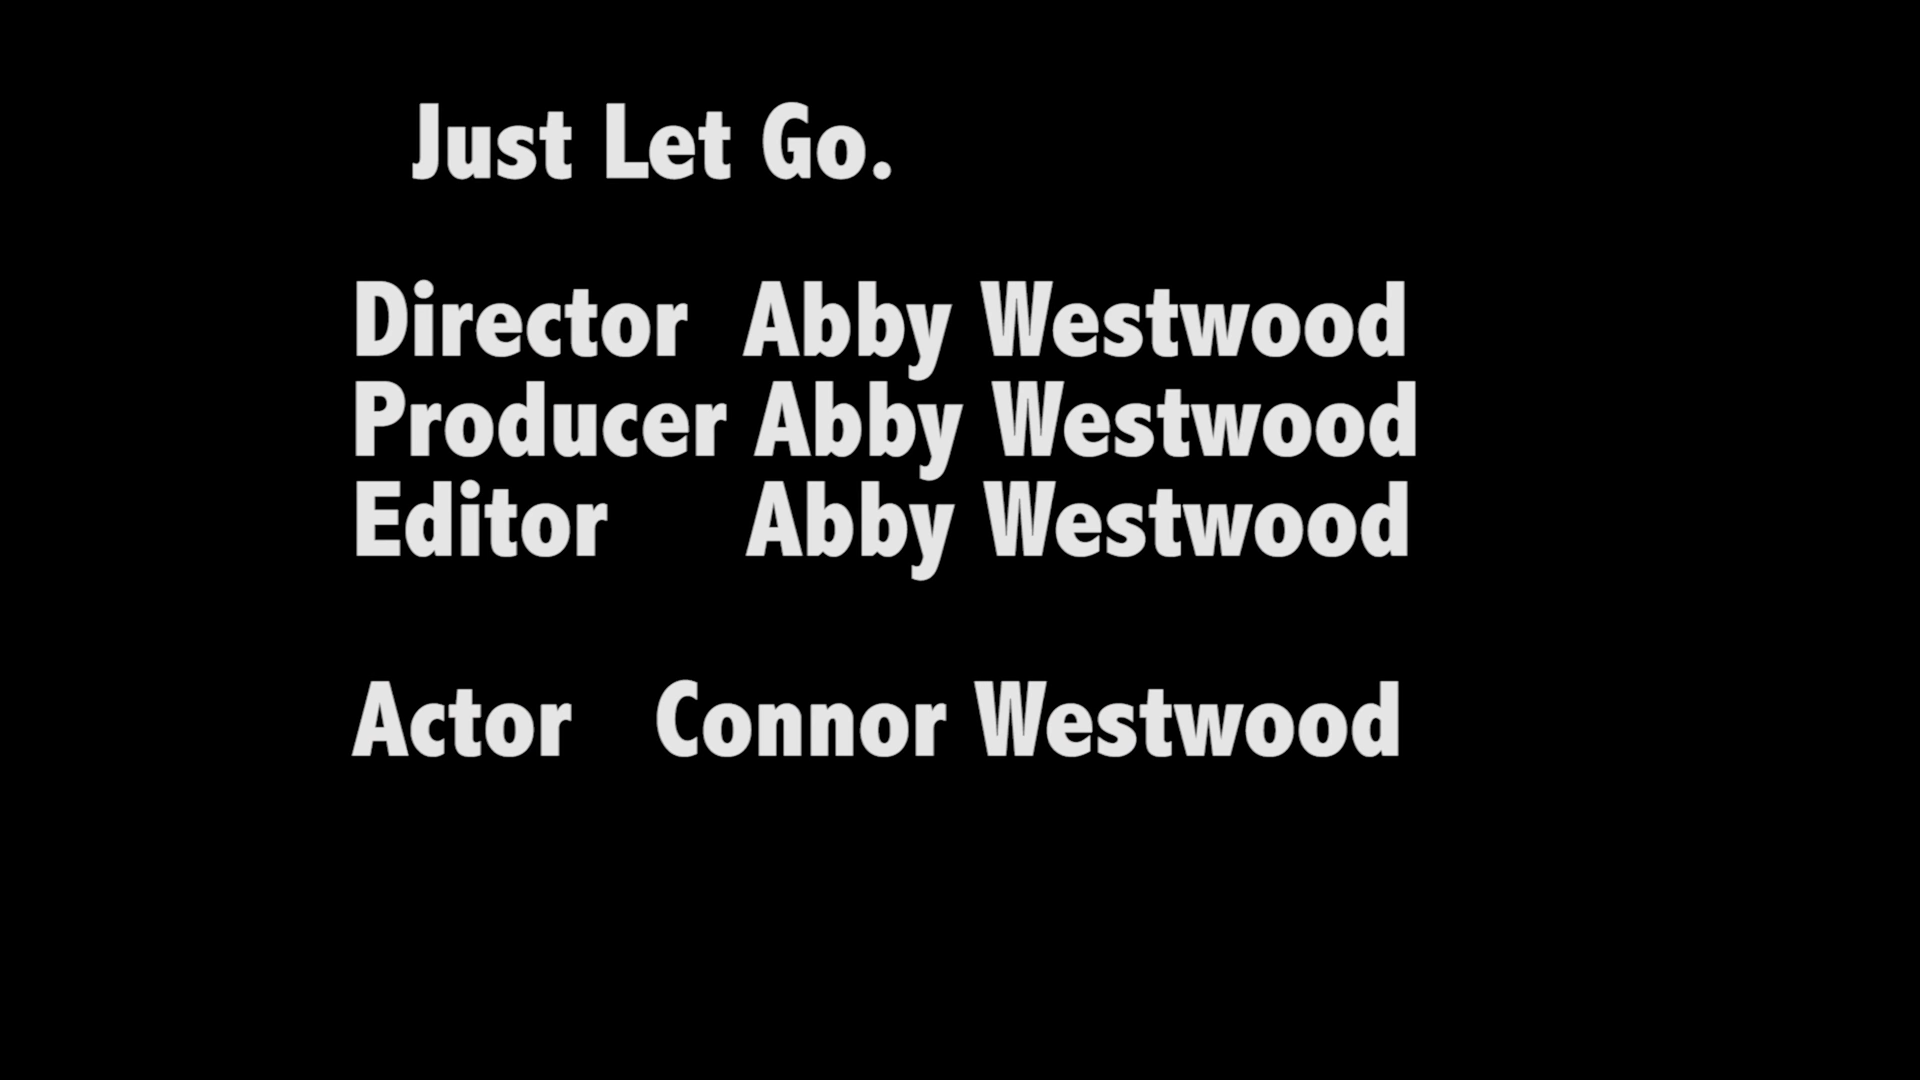 Just Let Go.
Director Abby Westwood
Producer Abby Westwood
Editor Abby Westwood
Actor Connor Westwood